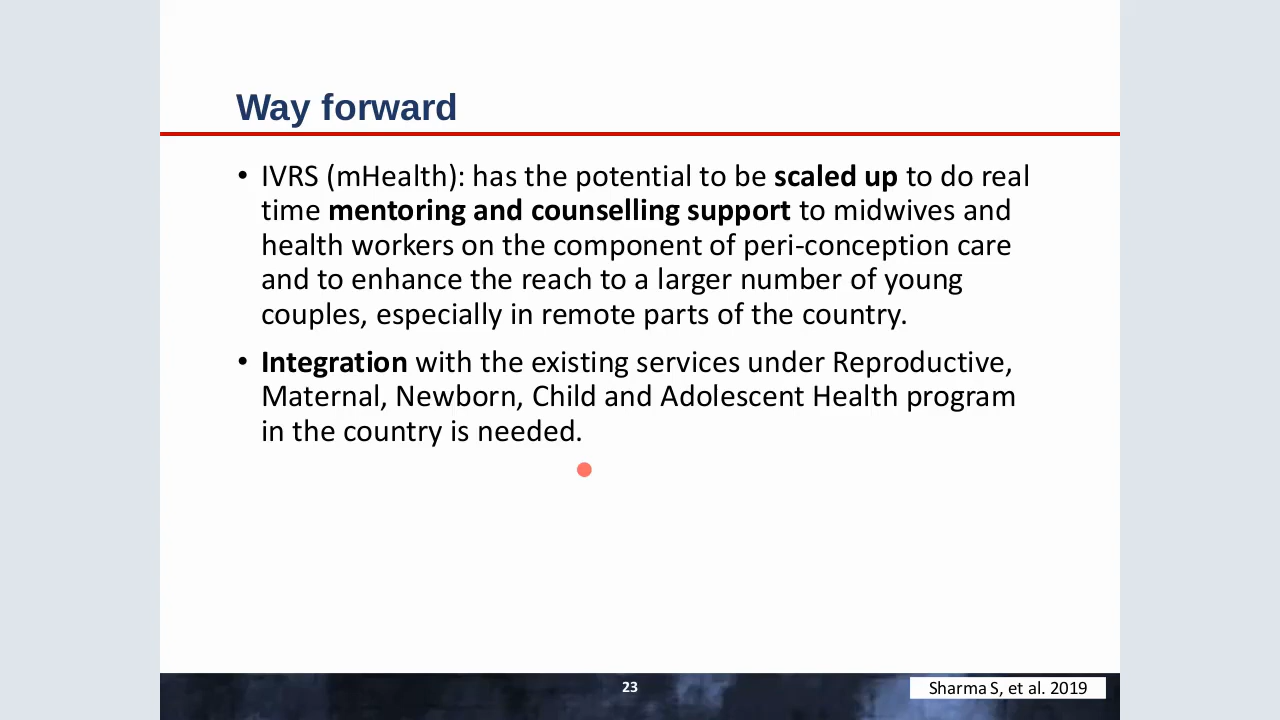 Way forward
• IVRS (mHealth): has the potential to be scaled up to do real
time mentoring and counselling support to midwives and
health workers on the component of peri-conception care
and to enhance the reach to a larger number of young
couples, especially in remote parts of the country.
• Integration with the existing services under Reproductive,
Maternal, Newborn, Child and Adolescent Health program
in the country is needed.
23
Sharma S, et al. 2019